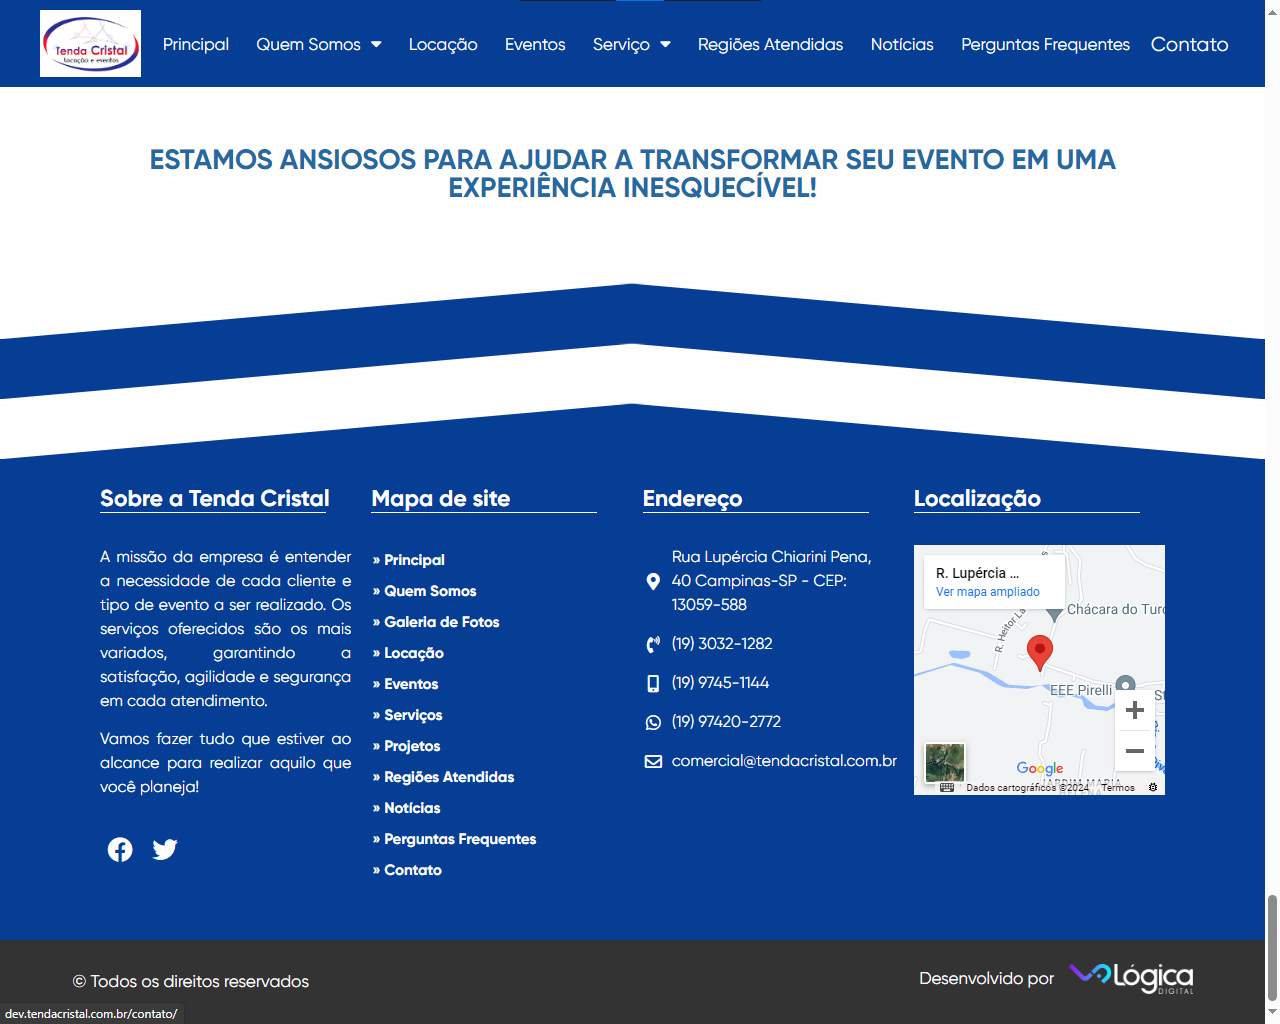 Tenda Cristal
Locação e eventos
Principal
Quem Somos
Locação
Eventos
Serviço
Regiões Atendidas
Notícias
Perguntas Frequentes
Contato
ESTAMOS ANSIOSOS PARA AJUDAR A TRANSFORMAR SEU EVENTO EM UMA
EXPERIÊNCIA INESQUECÍVEL!
Sobre a Tenda Cristal
A missão da empresa é entender
a necessidade de cada cliente e
tipo de evento a ser realizado. Os
serviços oferecidos são os mais
variados, garantindo a
satisfação, agilidade e segurança
em cada atendimento.
Vamos fazer tudo que estiver ao
alcance para realizar aquilo que
você planeja!
Mapa de site
» Principal
» Quem Somos
» Galeria de Fotos
» Locação
» Eventos
» Serviços
» Projetos
» Regiões Atendidas
» Notícias
» Perguntas Frequentes
» Contato
Endereço
Rua Lupércia Chiarini Pena,
40 Campinas-SP - CEP:
13059-588
(19) 3032-1282
(19) 9745-1144
(19) 97420-2772
comercial@tendacristal.com.br
Localização
R. Lupércia ...
Ver mapa ampliado
Chácara do Turc
R. Heitor La
EEE Pirelli
St
Google
JARDIM MARIA
Dados cartográficos ©2024
Termos
© Todos os direitos reservados
Desenvolvido por
Lógica
DIGITAL
dev.tendacristal.com.br/contato/